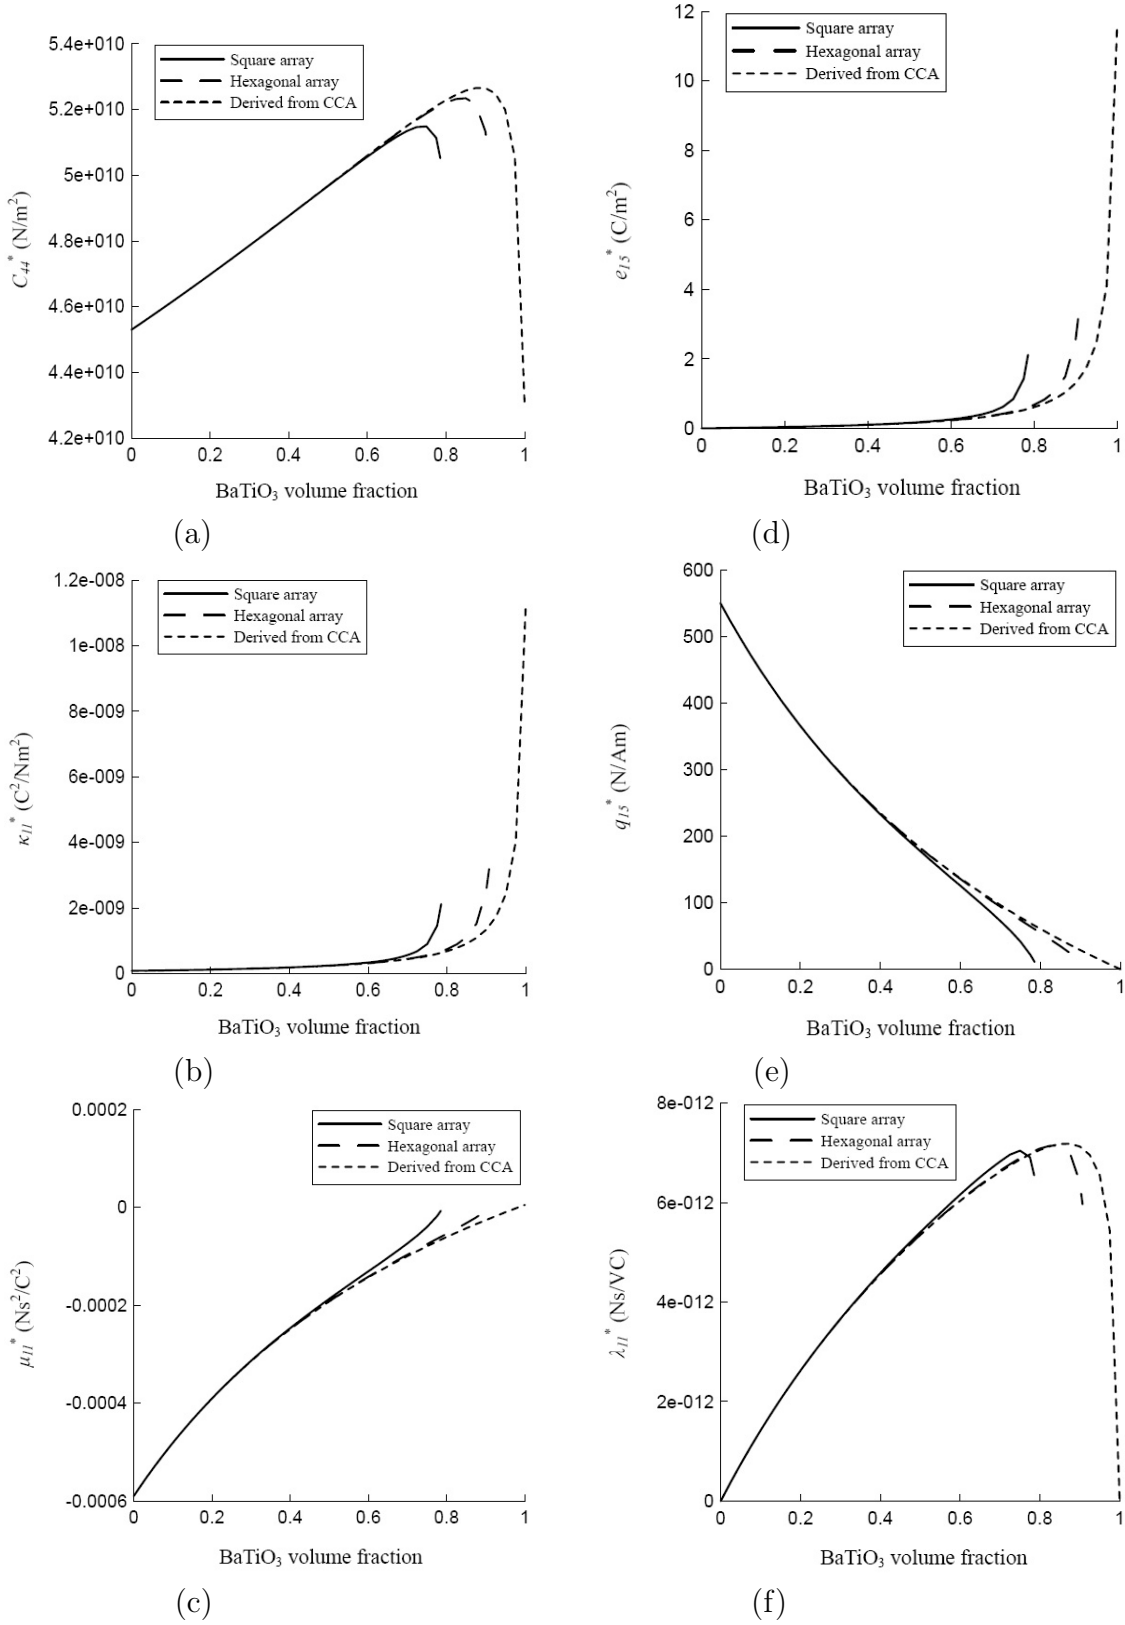 5.4e+010
5.2e+010
5e+010
4.8e+010
4.6e+010
4.4e+010
4.2e+010
C₄₄* (N/m²)
Square array
Hexagonal array
Derived from CCA
0 0.2 0.4 0.6 0.8 1
BaTiO₃ volume fraction
(a)
12
10
8
6
4
2
0
e₁₅* (C/m²)
Square array
Hexagonal array
Derived from CCA
0 0.2 0.4 0.6 0.8 1
BaTiO₃ volume fraction
(d)
1.2e-008
1e-008
8e-009
6e-009
4e-009
2e-009
0
κ₁₁* (C²/Nm²)
Square array
Hexagonal array
Derived from CCA
0 0.2 0.4 0.6 0.8 1
BaTiO₃ volume fraction
(b)
600
500
400
300
200
100
0
q₁₅* (N/Am)
Square array
Hexagonal array
Derived from CCA
0 0.2 0.4 0.6 0.8 1
BaTiO₃ volume fraction
(e)
0.0002
0
-0.0002
-0.0004
-0.0006
μ₁₁* (Ns²/C²)
Square array
Hexagonal array
Derived from CCA
0 0.2 0.4 0.6 0.8 1
BaTiO₃ volume fraction
(c)
8e-012
6e-012
4e-012
2e-012
0
λ₁₁* (Ns/VC)
Square array
Hexagonal array
Derived from CCA
0 0.2 0.4 0.6 0.8 1
BaTiO₃ volume fraction
(f)